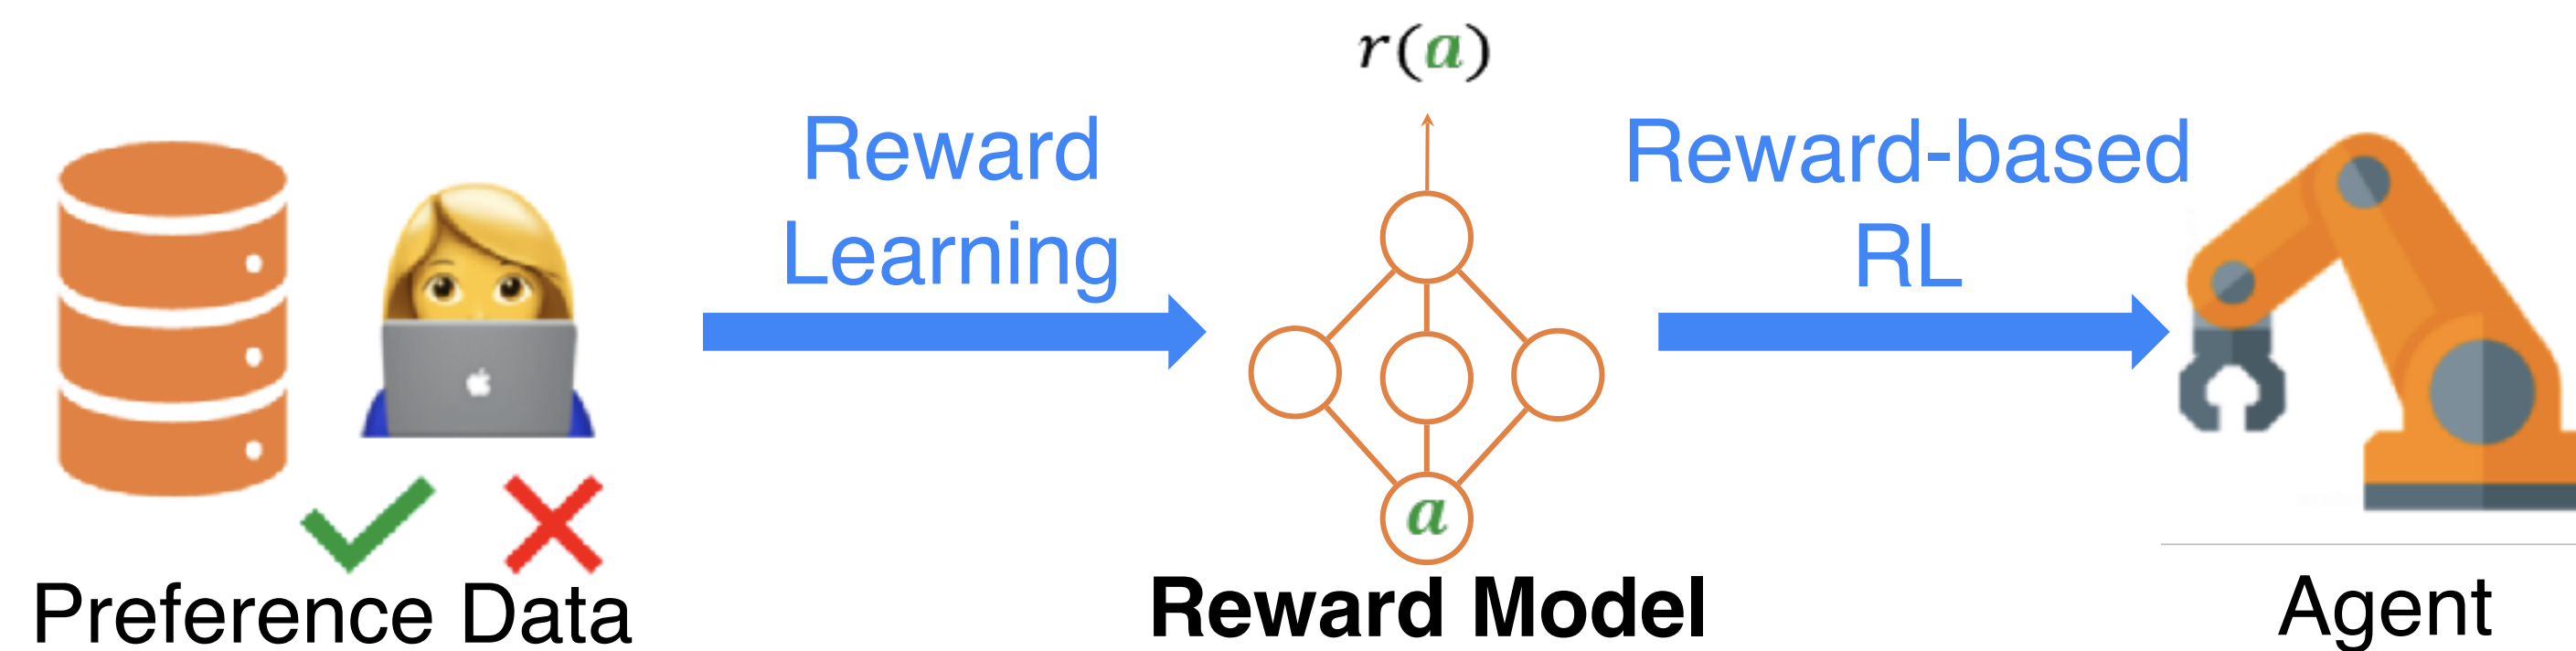 r(a)
Reward
Learning
Reward-based
RL
a
Preference Data
Reward Model
Agent